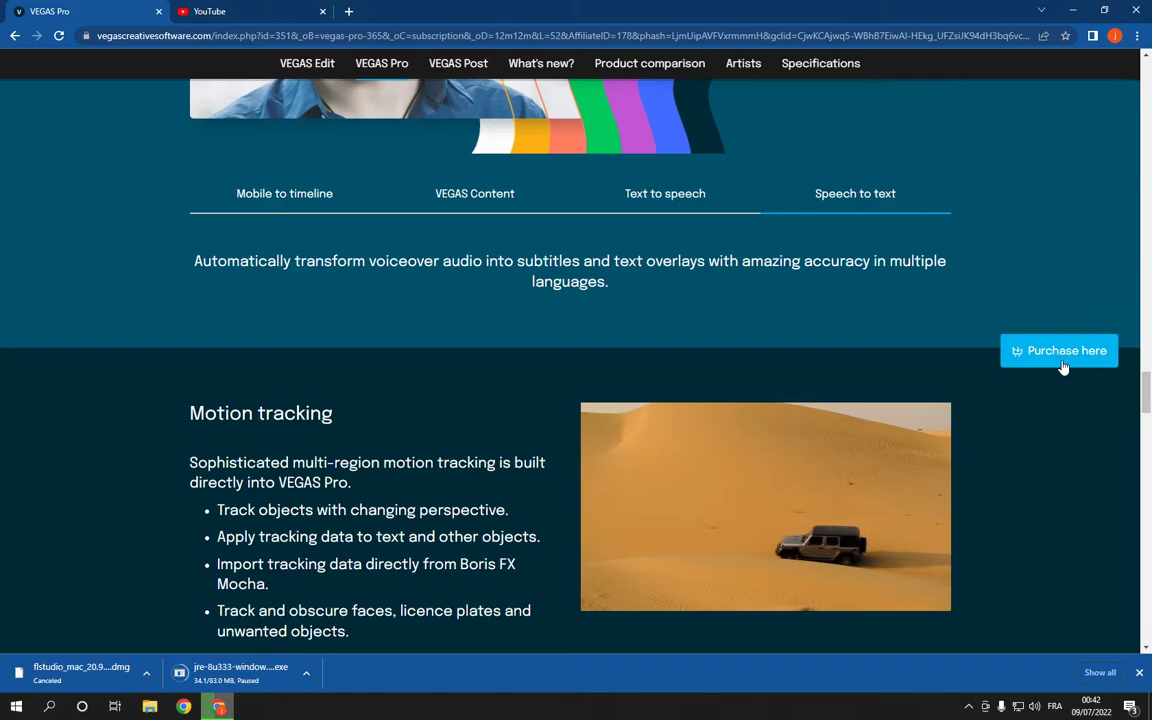 VEGAS Pro
YouTube
vegascreativesoftware.com/index.php?id=351&_oB=vegas-pro-365&_oC=subscription&_oD=12m12m&L=52&AffiliateID=178&phash=LjmUipAVFVxrmmmH&gclid=CjwKCAjwq5-WBhB7EiwAl-HEkg_UFZsiJK94dH3bq6vc...
VEGAS Edit VEGAS Pro VEGAS Post What's new? Product comparison Artists Specifications
Mobile to timeline VEGAS Content Text to speech Speech to text
Automatically transform voiceover audio into subtitles and text overlays with amazing accuracy in multiple
languages.
Purchase here
Motion tracking
Sophisticated multi-region motion tracking is built
directly into VEGAS Pro.
• Track objects with changing perspective.
• Apply tracking data to text and other objects.
• Import tracking data directly from Boris FX
Mocha.
• Track and obscure faces, licence plates and
unwanted objects.
flstudio_mac_20.9....dmg
Canceled
jre-8u333-window....exe
34.1/83.0 MB, Paused
Show all
FRA
00:42
09/07/2022
3